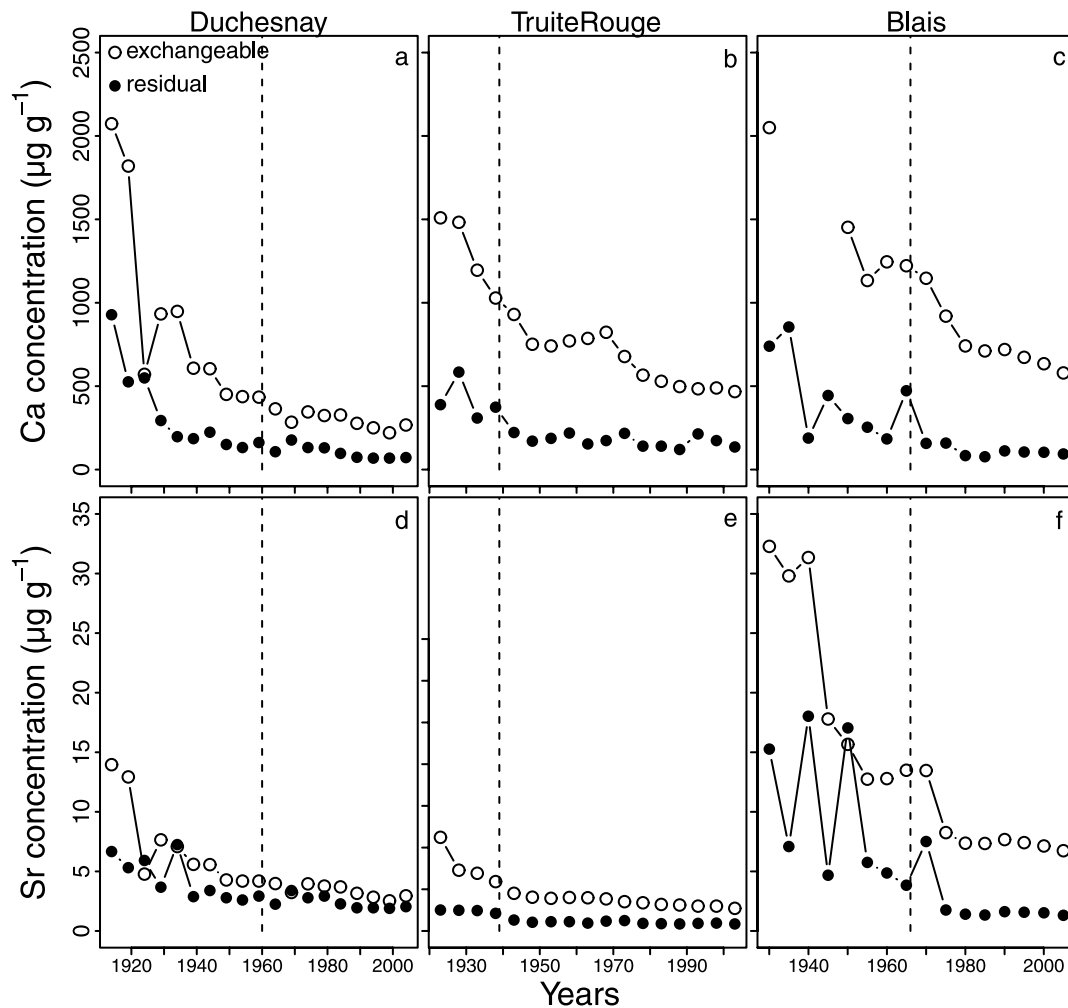 Duchesnay TruiteRouge Blais
exchangeable
residual
a b c
Ca concentration (µg g⁻¹)
2500
2000
1500
1000
500
0
d e f
Sr concentration (µg g⁻¹)
35
30
25
20
15
10
5
0
1920 1940 1960 1980 2000 1930 1950 1970 1990 1940 1960 1980 2000
Years